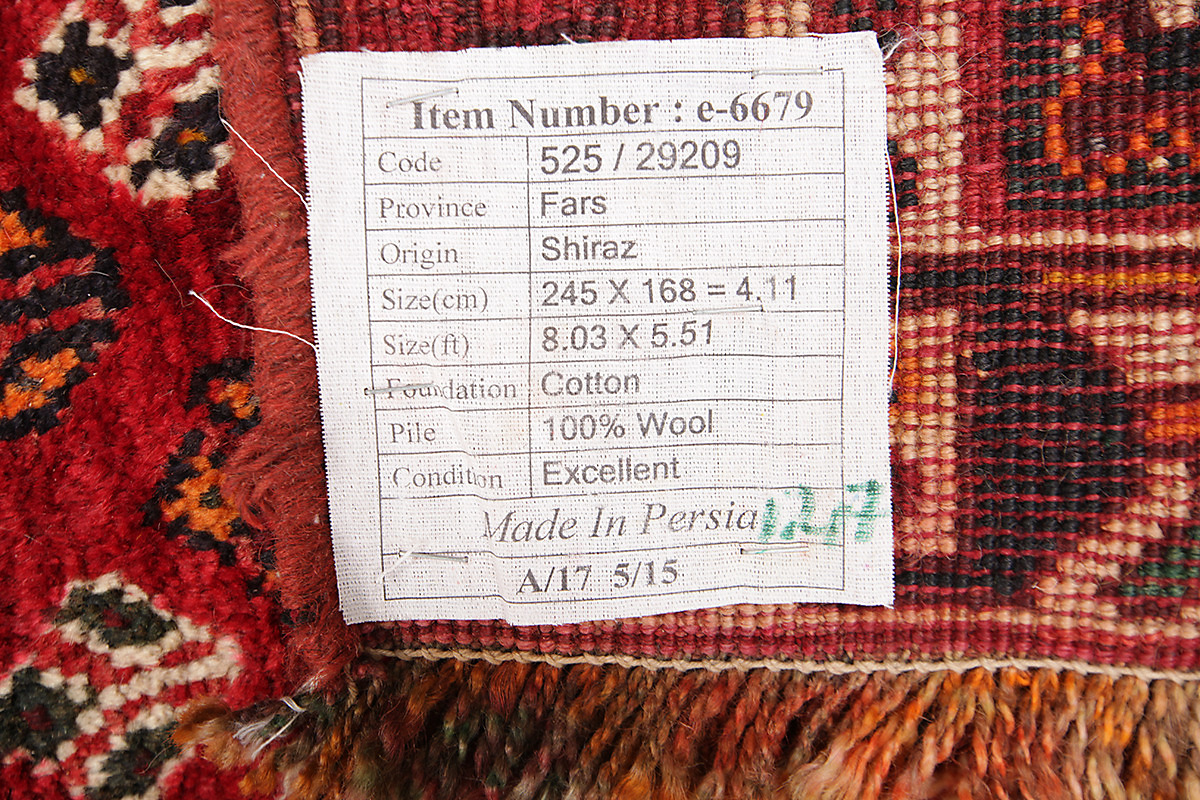 Item Number : e-6679
Code 525 / 29209
Province Fars
Origin Shiraz
Size(cm) 245 X 168 = 4.11
Size(ft) 8.03 X 5.51
Foundation Cotton
Pile 100% Wool
Condition Excellent
Made In Persia
A/17 5/15